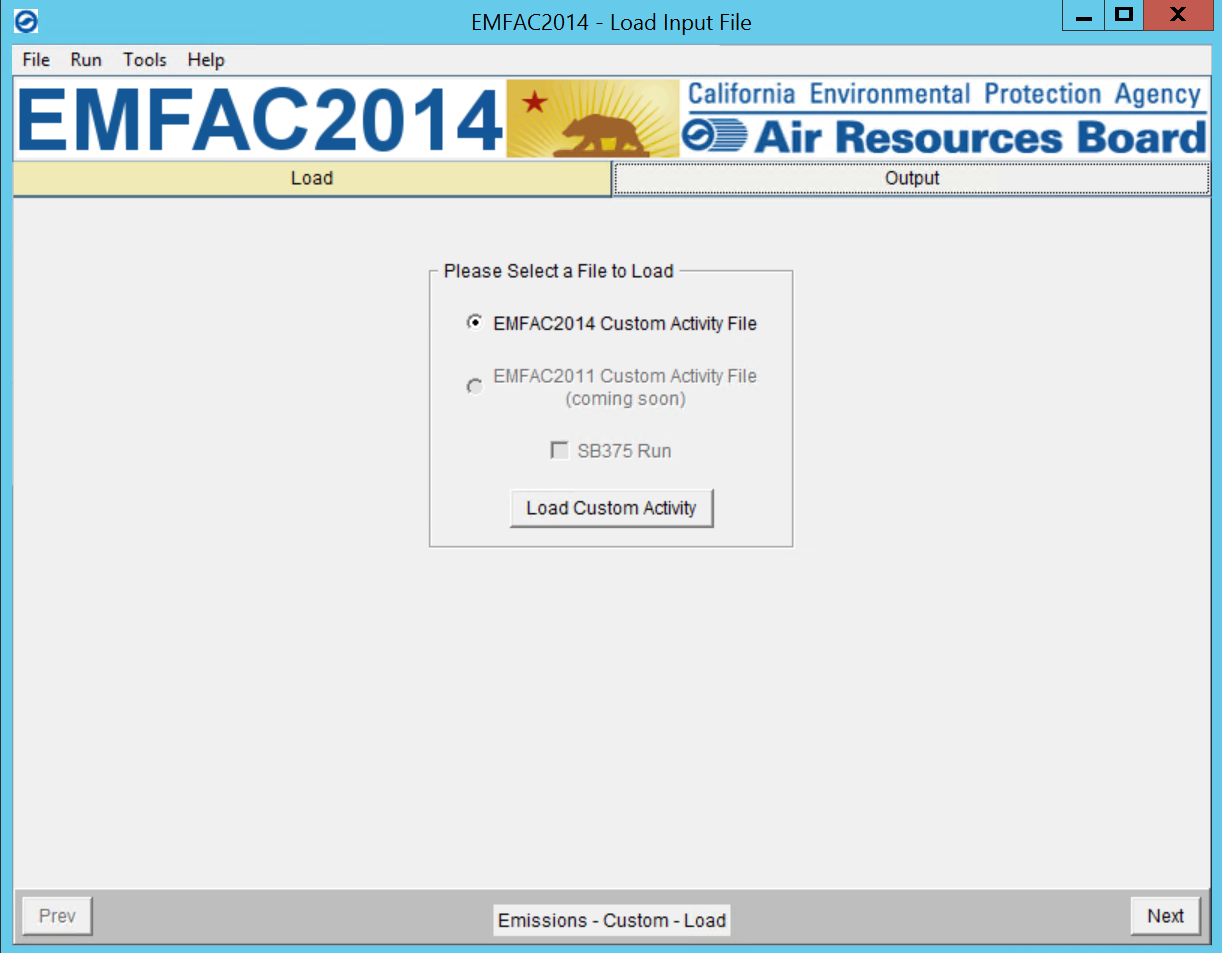 EMFAC2014 - Load Input File
X
File Run Tools Help
EMFAC2014
California Environmental Protection Agency
Air Resources Board
Load Output
Please Select a File to Load
EMFAC2014 Custom Activity File
EMFAC2011 Custom Activity File
(coming soon)
SB375 Run
Load Custom Activity
Prev
Emissions - Custom - Load
Next